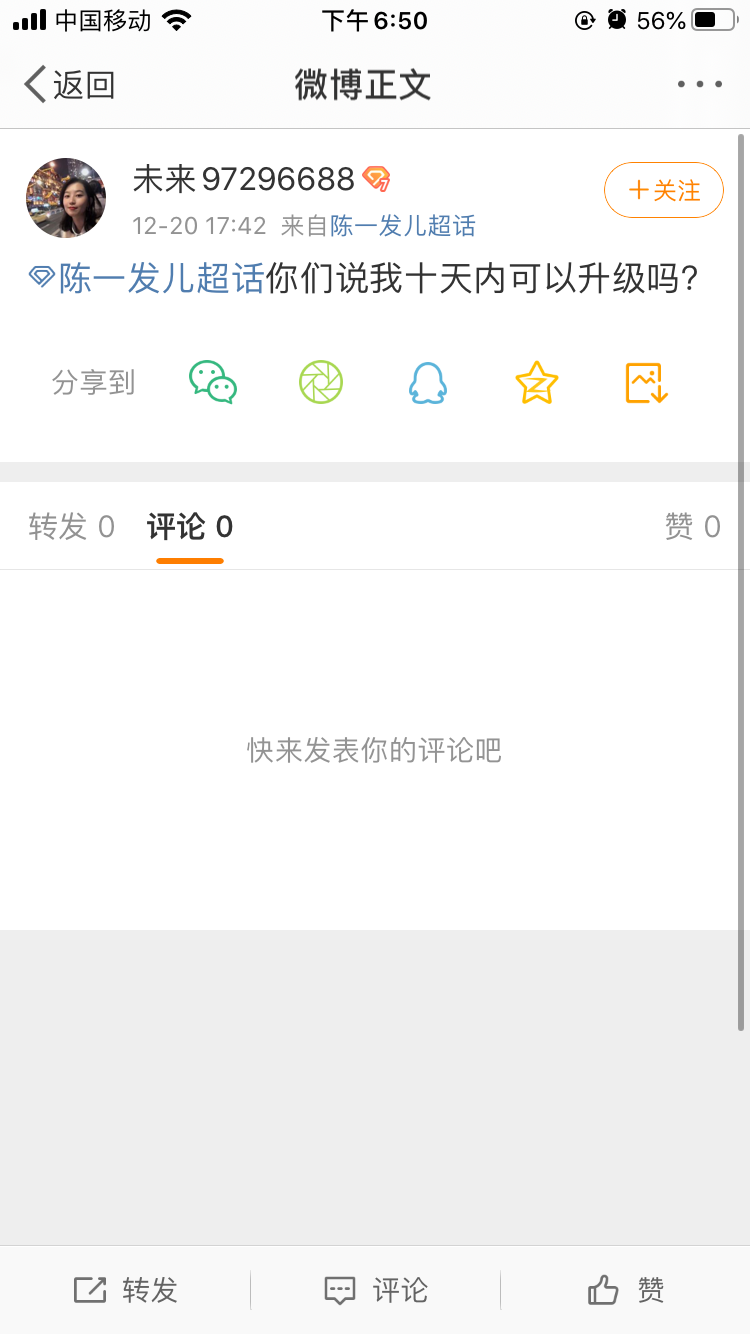 中国移动 下午6:50 56%
返回 微博正文
未来97296688
+关注
12-20 17:42 来自陈一发儿超话
陈一发儿超话你们说我十天内可以升级吗?
分享到
转发 0 评论 0 赞 0
快来发表你的评论吧
转发 评论 赞